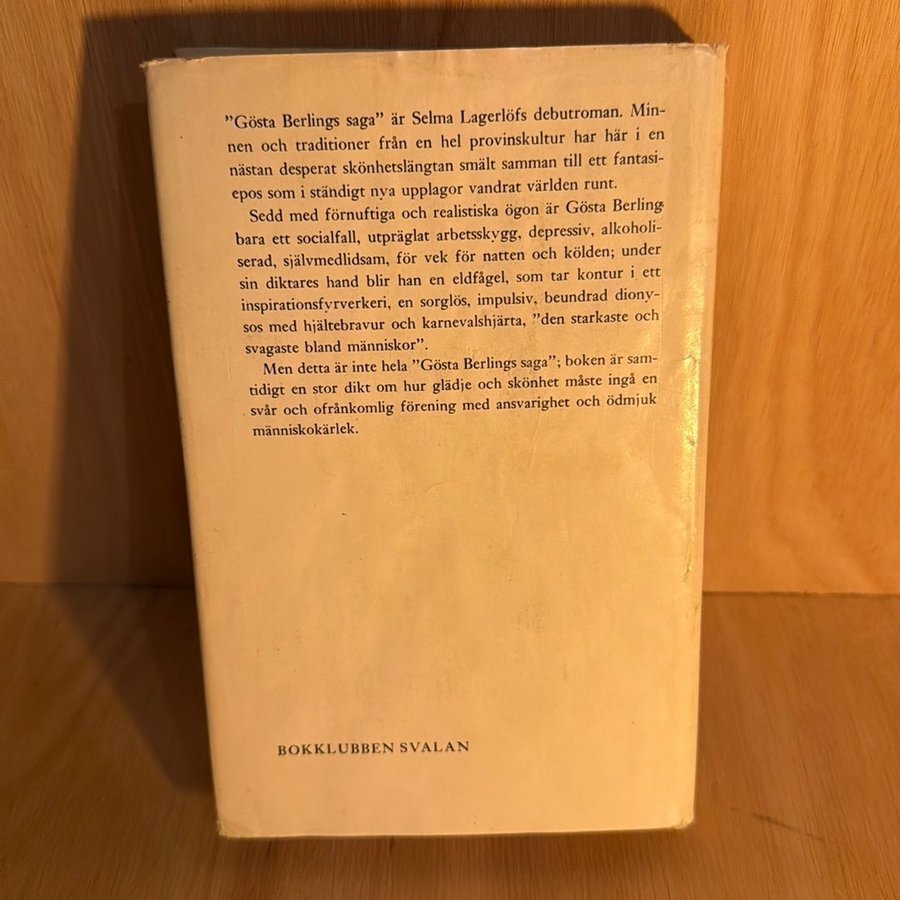 ”Gösta Berlings saga” är Selma Lagerlöfs debutroman. Min-
nen och traditioner från en hel provinskultur har här i en
nästan desperat skönhetslängtan smält samman till ett fantasi-
epos som i ständigt nya upplagor vandrat världen runt.
Sedd med förnuftiga och realistiska ögon är Gösta Berling
bara ett socialfall, utpräglat arbetsskygg, depressiv, alkoholi-
serad, självmedlidsam, för vek för natten och kölden; under
sin diktares hand blir han en eldfågel, som tar kontur i ett
inspirationsfyrverkeri, en sorglös, impulsiv, beundrad diony-
sos med hjältebravur och karnevalshjärta, ”den starkaste och
svagaste bland människor”.
Men detta är inte hela ”Gösta Berlings saga”; boken är sam-
tidigt en stor dikt om hur glädje och skönhet måste ingå en
svår och ofrånkomlig förening med ansvarighet och ödmjuk
människokärlek.
BOKKLUBBEN SVALAN